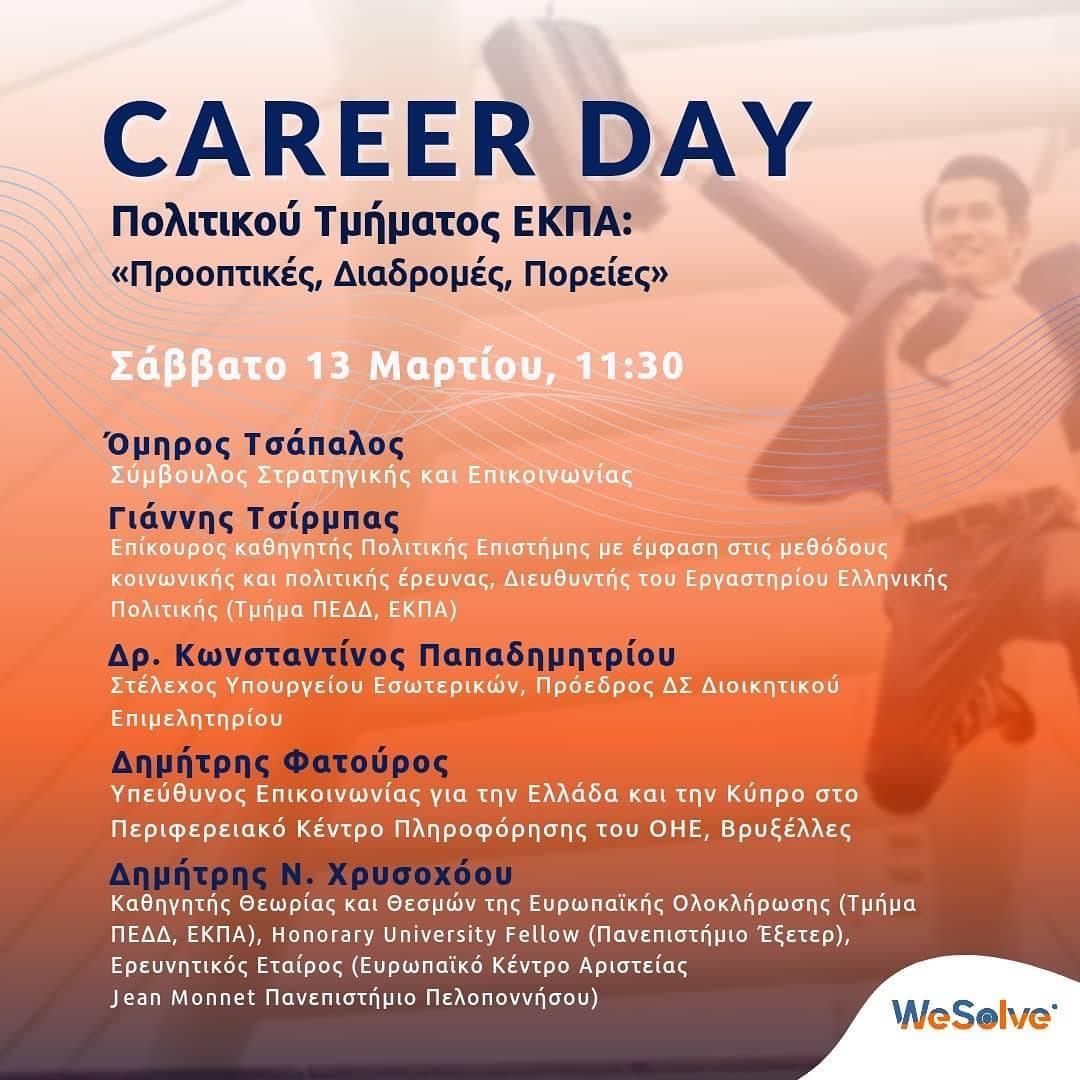 CAREER DAY
Πολιτικού Τμήματος ΕΚΠΑ:
«Προοπτικές, Διαδρομές, Πορείες»
Σάββατο 13 Μαρτίου, 11:30
Όμηρος Τσάπαλος
Σύμβουλος Στρατηγικής και Επικοινωνίας
Γιάννης Τσίρμπας
Επίκουρος καθηγητής Πολιτικής Επιστήμης με έμφαση στις μεθόδους
κοινωνικής και πολιτικής έρευνας, Διευθυντής του Εργαστηρίου Ελληνικής
Πολιτικής (Τμήμα ΠΕΔΔ, ΕΚΠΑ)
Δρ. Κωνσταντίνος Παπαδημητρίου
Στέλεχος Υπουργείου Εσωτερικών, Πρόεδρος ΔΣ Διοικητικού
Επιμελητηρίου
Δημήτρης Φατούρος
Υπεύθυνος Επικοινωνίας για την Ελλάδα και την Κύπρο στο
Περιφερειακό Κέντρο Πληροφόρησης του ΟΗΕ, Βρυξέλλες
Δημήτρης Ν. Χρυσοχόου
Καθηγητής Θεωρίας και Θεσμών της Ευρωπαϊκής Ολοκλήρωσης (Τμήμα
ΠΕΔΔ, ΕΚΠΑ), Honorary University Fellow (Πανεπιστήμιο Έξετερ),
Ερευνητικός Εταίρος (Ευρωπαϊκό Κέντρο Αριστείας
Jean Monnet Πανεπιστήμιο Πελοποννήσου)
WeSolve